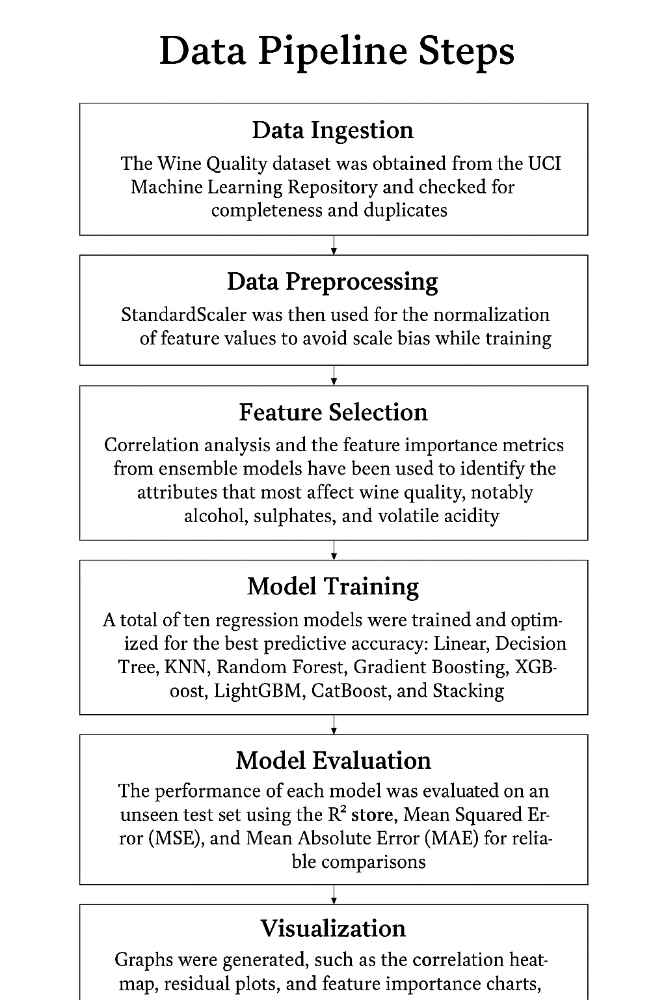 Data Pipeline Steps
Data Ingestion
The Wine Quality dataset was obtained from the UCI
Machine Learning Repository and checked for
completeness and duplicates
Data Preprocessing
StandardScaler was then used for the normalization
of feature values to avoid scale bias while training
Feature Selection
Correlation analysis and the feature importance metrics
from ensemble models have been used to identify the
attributes that most affect wine quality, notably
alcohol, sulphates, and volatile acidity
Model Training
A total of ten regression models were trained and optim-
ized for the best predictive accuracy: Linear, Decision
Tree, KNN, Random Forest, Gradient Boosting, XGB-
oost, LightGBM, CatBoost, and Stacking
Model Evaluation
The performance of each model was evaluated on an
unseen test set using the R² store, Mean Squared Er-
ror (MSE), and Mean Absolute Error (MAE) for relia-
ble comparisons
Visualization
Graphs were generated, such as the correlation heat-
map, residual plots, and feature importance charts,